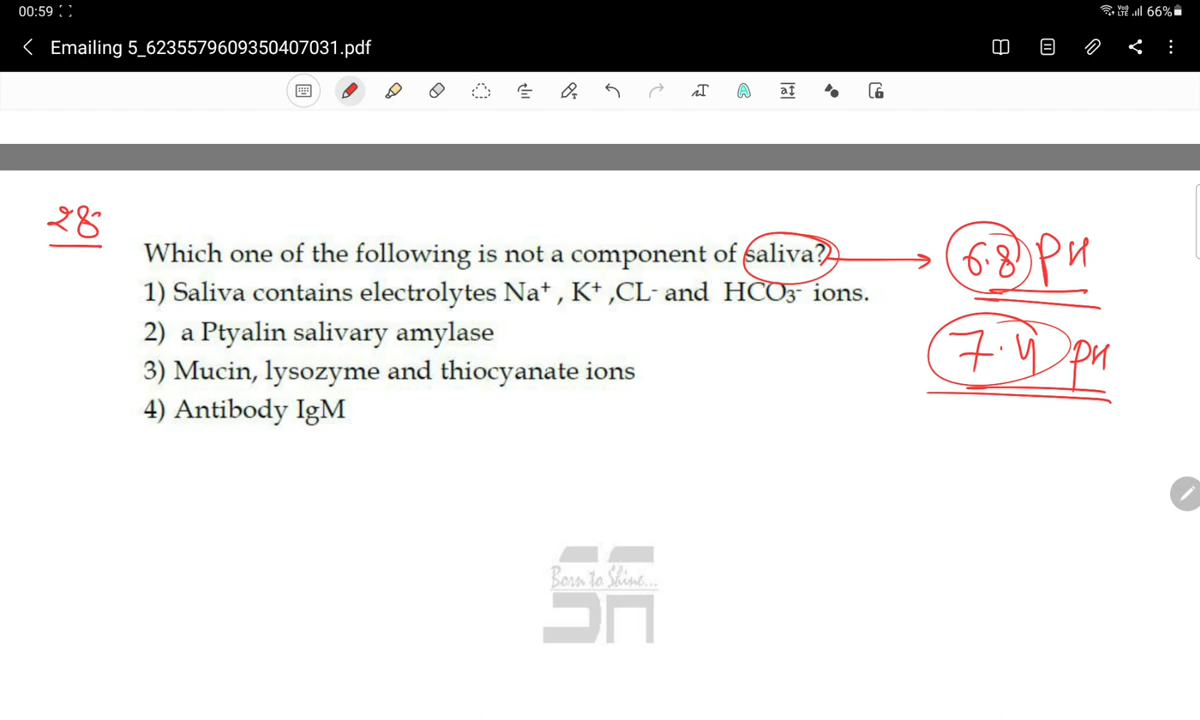 00:59
66%
Emailing 5_6235579609350407031.pdf
28
Which one of the following is not a component of saliva?
6.8 PH
1) Saliva contains electrolytes Na⁺ , K⁺ ,CL⁻ and HCO₃⁻ ions.
2) a Ptyalin salivary amylase
7.4 PH
3) Mucin, lysozyme and thiocyanate ions
4) Antibody IgM
Born to Shine...